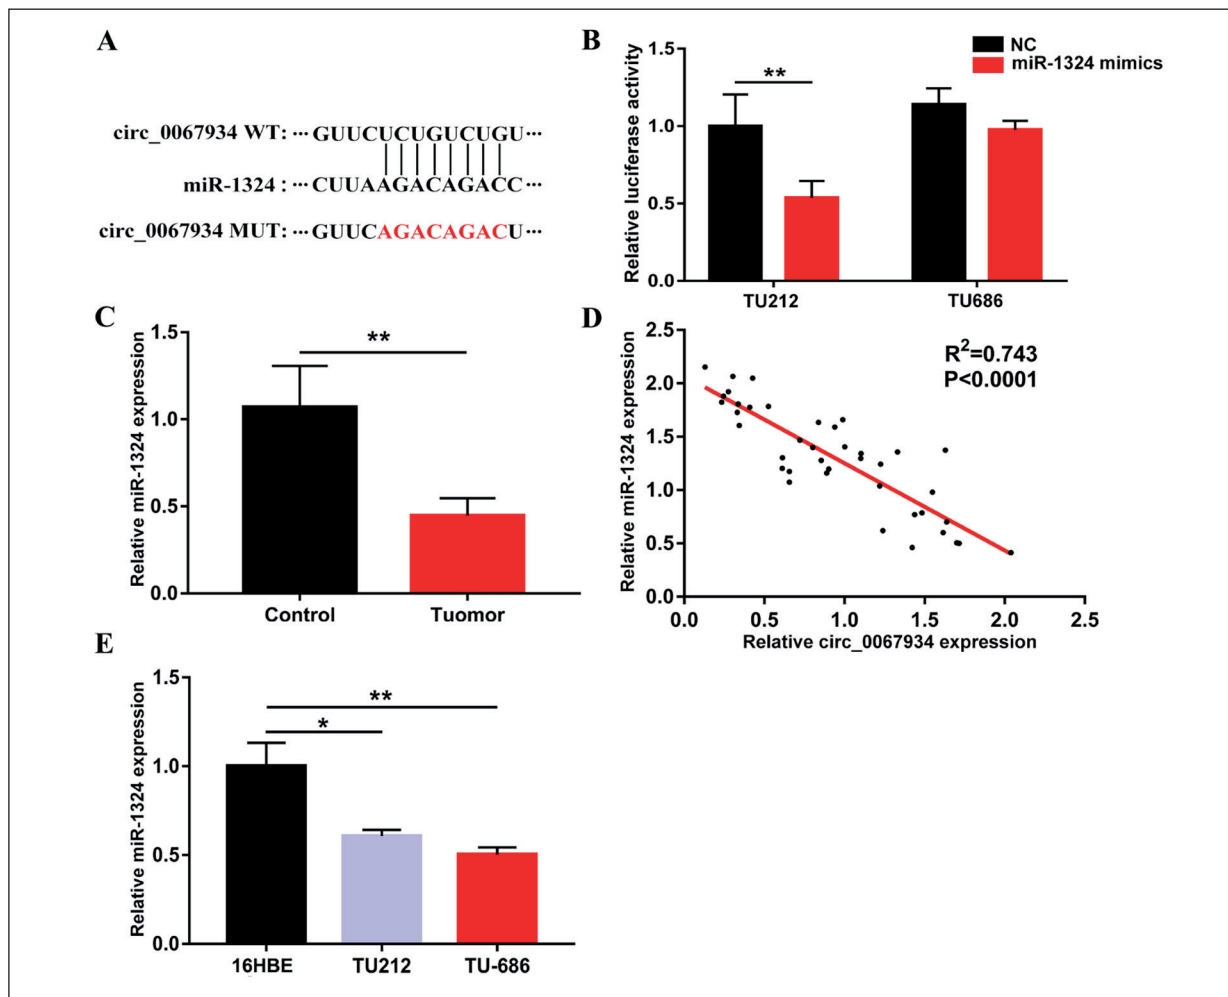 A
circ_0067934 WT: ··· GUUCUCUGUCUGU···
miR-1324 : ··· CUUAAGACAGACC ···
circ_0067934 MUT: ··· GUUCAGACAGACU ···
B
Relative luciferase activity
1.5
1.0
0.5
0.0
**
NC
miR-1324 mimics
TU212
TU686
C
Relative miR-1324 expression
1.5
1.0
0.5
0.0
**
Control
Tuomor
D
Relative miR-1324 expression
2.5
2.0
1.5
1.0
0.5
0.0
R²=0.743
P<0.0001
0.0 0.5 1.0 1.5 2.0 2.5
Relative circ_0067934 expression
E
Relative miR-1324 expression
1.5
1.0
0.5
0.0
**
*
16HBE
TU212
TU-686